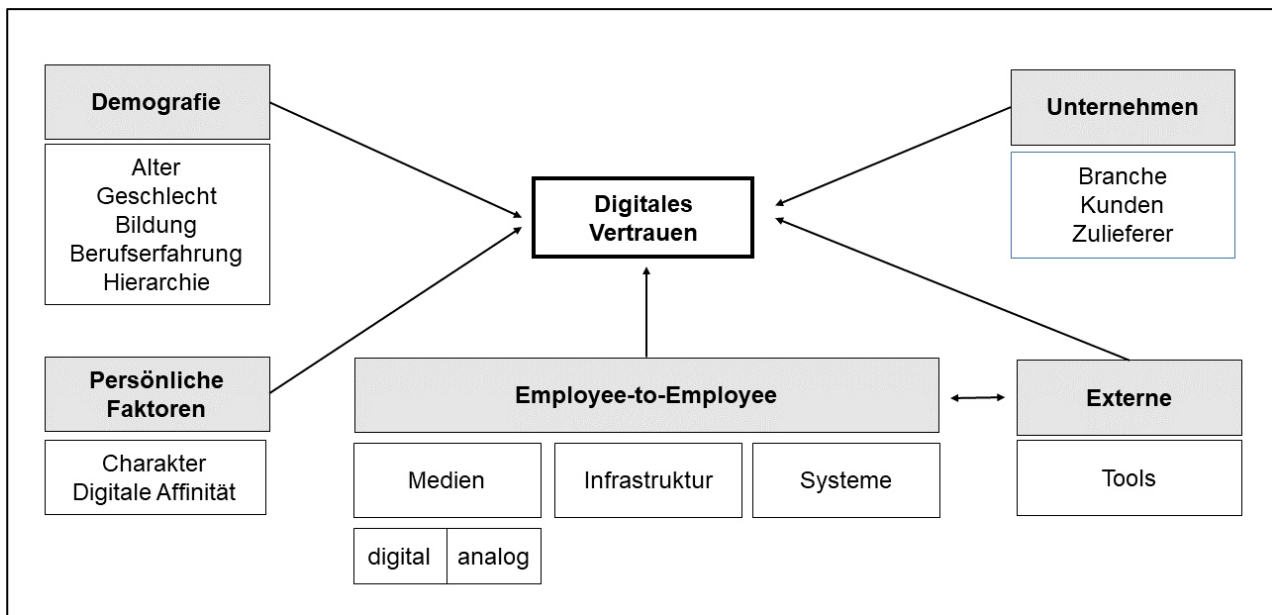 Demografie
Alter
Geschlecht
Bildung
Berufserfahrung
Hierarchie
Digitales
Vertrauen
Unternehmen
Branche
Kunden
Zulieferer
Persönliche
Faktoren
Charakter
Digitale Affinität
Employee-to-Employee
Medien
Infrastruktur
Systeme
digital
analog
Externe
Tools